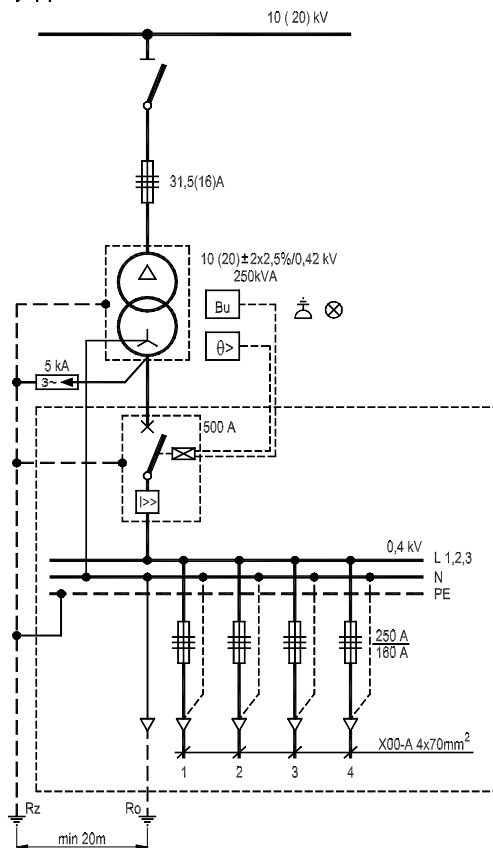 10 ( 20) kV
31,5(16)A
10 (20)±2x2,5%/0,42 kV
250kVA
Bu
5 kA
θ>
3~
500 A
I>>
0,4 kV
L 1,2,3
N
PE
250 A
160 A
X00-A 4x70mm²
1 2 3 4
Rz Ro
min 20m